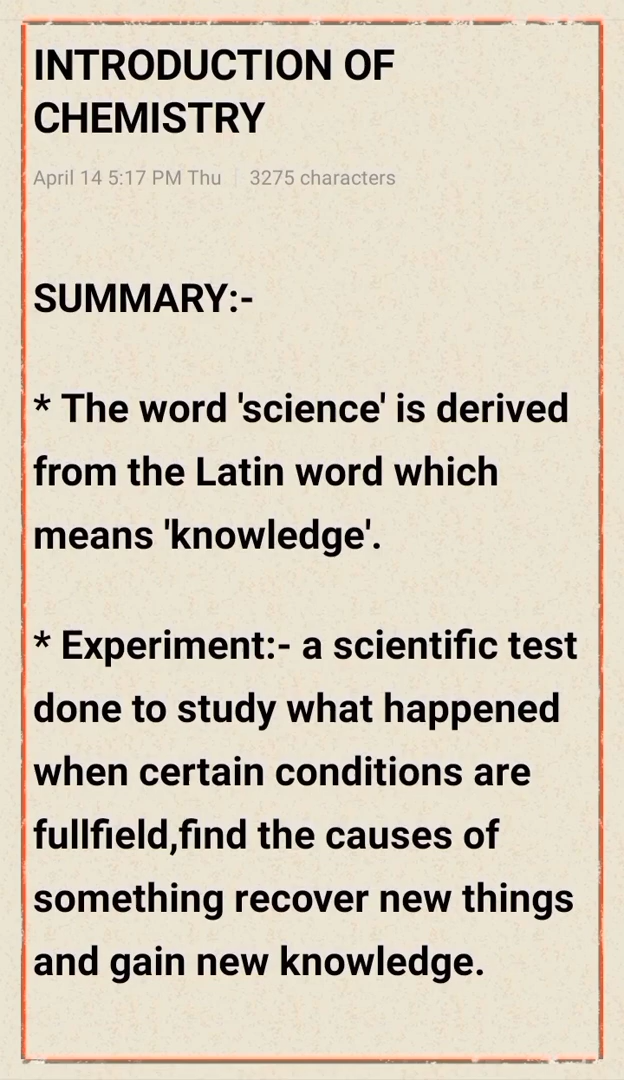 INTRODUCTION OF
CHEMISTRY
April 14 5:17 PM Thu | 3275 characters
SUMMARY:-
* The word 'science' is derived
from the Latin word which
means 'knowledge'.
* Experiment:- a scientific test
done to study what happened
when certain conditions are
fullfield,find the causes of
something recover new things
and gain new knowledge.